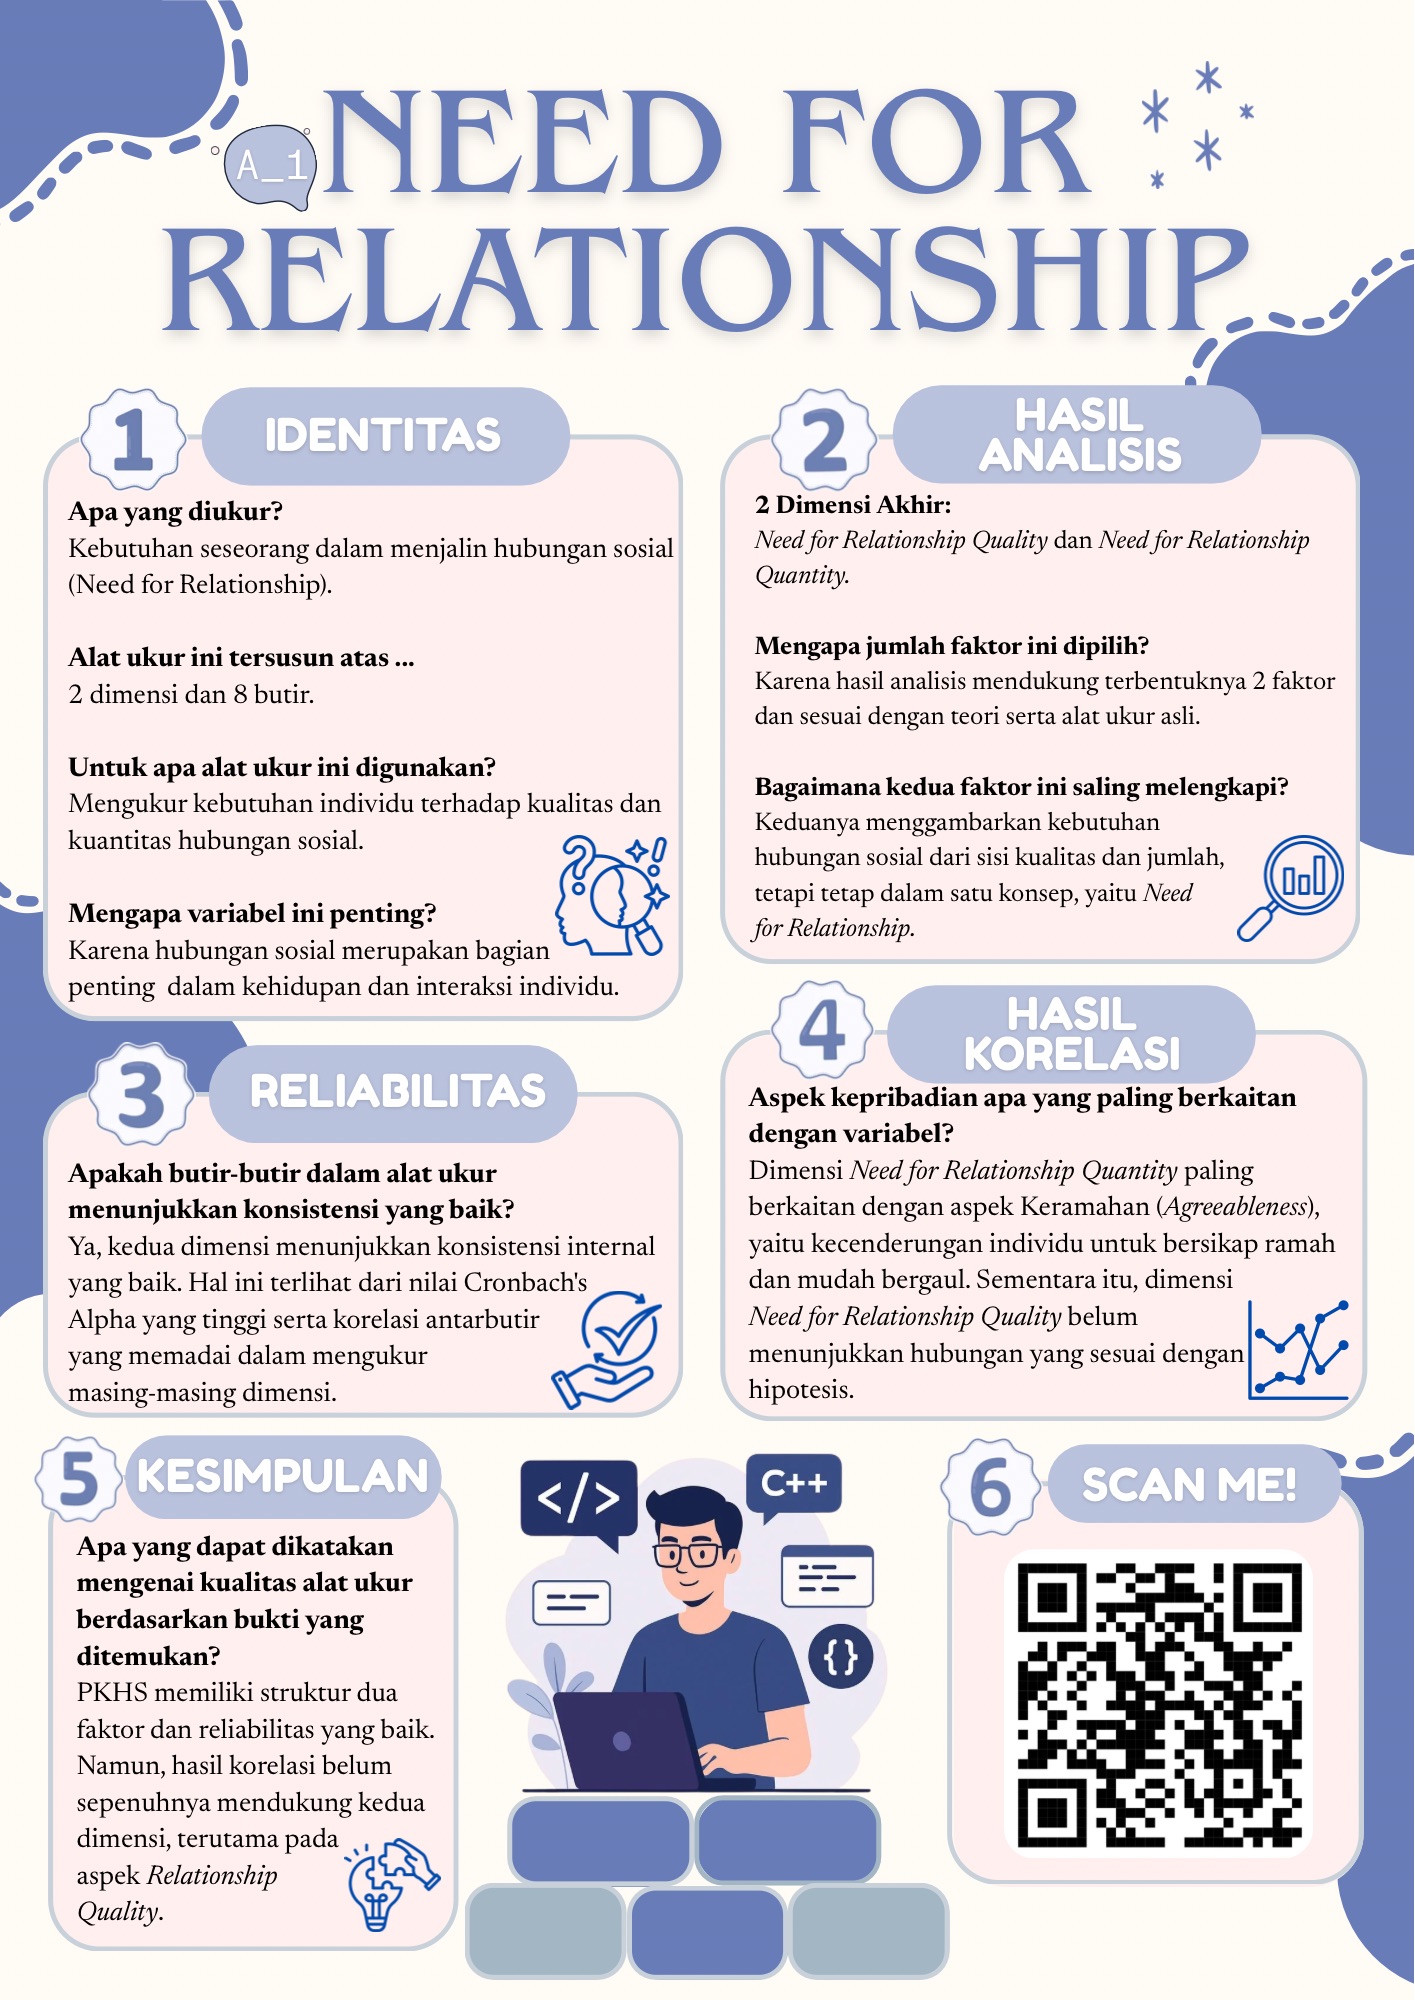 A_1
NEED FOR
RELATIONSHIP
1
IDENTITAS
Apa yang diukur?
Kebutuhan seseorang dalam menjalin hubungan sosial
(Need for Relationship).
Alat ukur ini tersusun atas ...
2 dimensi dan 8 butir.
Untuk apa alat ukur ini digunakan?
Mengukur kebutuhan individu terhadap kualitas dan
kuantitas hubungan sosial.
Mengapa variabel ini penting?
Karena hubungan sosial merupakan bagian
penting dalam kehidupan dan interaksi individu.
2
HASIL
ANALISIS
2 Dimensi Akhir:
Need for Relationship Quality dan Need for Relationship
Quantity.
Mengapa jumlah faktor ini dipilih?
Karena hasil analisis mendukung terbentuknya 2 faktor
dan sesuai dengan teori serta alat ukur asli.
Bagaimana kedua faktor ini saling melengkapi?
Keduanya menggambarkan kebutuhan
hubungan sosial dari sisi kualitas dan jumlah,
tetapi tetap dalam satu konsep, yaitu Need
for Relationship.
3
RELIABILITAS
Apakah butir-butir dalam alat ukur
menunjukkan konsistensi yang baik?
Ya, kedua dimensi menunjukkan konsistensi internal
yang baik. Hal ini terlihat dari nilai Cronbach's
Alpha yang tinggi serta korelasi antarbutir
yang memadai dalam mengukur
masing-masing dimensi.
4
HASIL
KORELASI
Aspek kepribadian apa yang paling berkaitan
dengan variabel?
Dimensi Need for Relationship Quantity paling
berkaitan dengan aspek Keramahan (Agreeableness),
yaitu kecenderungan individu untuk bersikap ramah
dan mudah bergaul. Sementara itu, dimensi
Need for Relationship Quality belum
menunjukkan hubungan yang sesuai dengan
hipotesis.
5
KESIMPULAN
Apa yang dapat dikatakan
mengenai kualitas alat ukur
berdasarkan bukti yang
ditemukan?
PKHS memiliki struktur dua
faktor dan reliabilitas yang baik.
Namun, hasil korelasi belum
sepenuhnya mendukung kedua
dimensi, terutama pada
aspek Relationship
Quality.
</>
C++
{}
6
SCAN ME!